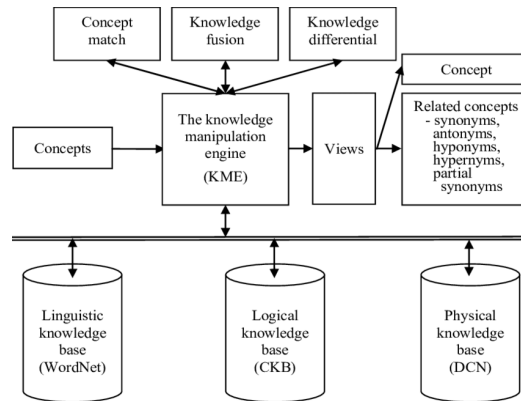 Concept
match
Knowledge
fusion
Knowledge
differential
Concept
Concepts
The knowledge
manipulation
engine
(KME)
Views
Related concepts
- synonyms,
antonyms,
hyponyms,
hypernyms,
partial
synonyms
Linguistic
knowledge
base
(WordNet)
Logical
knowledge
base
(CKB)
Physical
knowledge
base
(DCN)